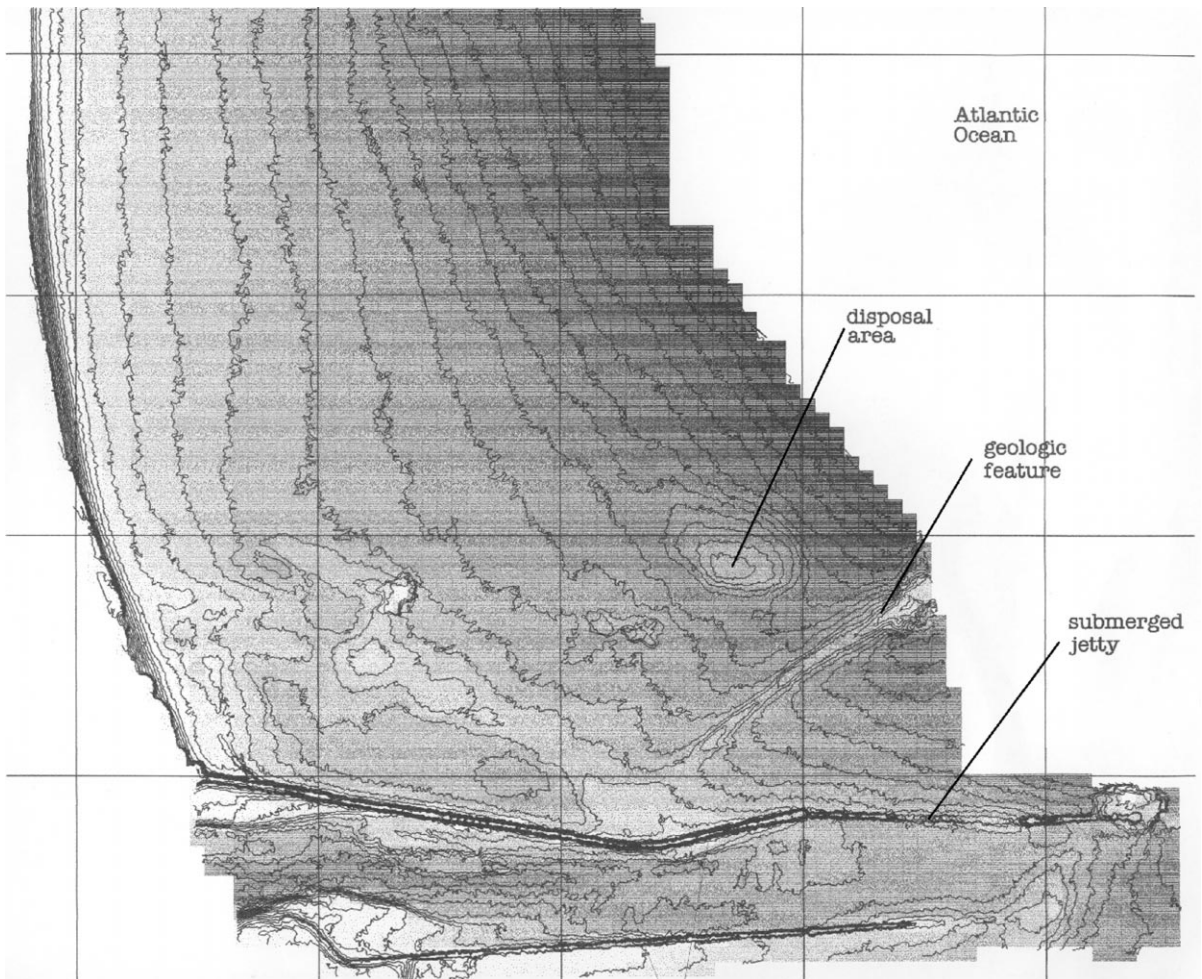 Atlantic
Ocean
disposal
area
geologic
feature
submerged
jetty